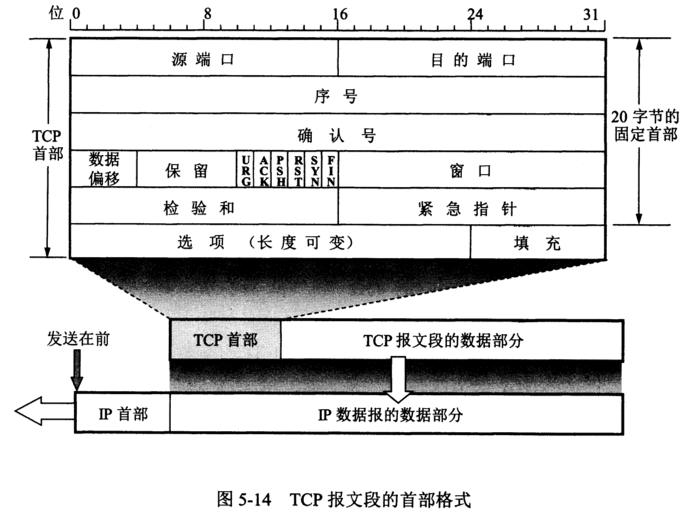 位 0 8 16 24 31
源端口 目的端口
序号
TCP 首部
确认号
20 字节的固定首部
数据偏移 保留 URG ACK PSH RST SYN FIN 窗口
检验和 紧急指针
选项 (长度可变) 填充
发送在前
TCP 首部 TCP 报文段的数据部分
IP 首部 IP 数据报的数据部分
图 5-14 TCP 报文段的首部格式